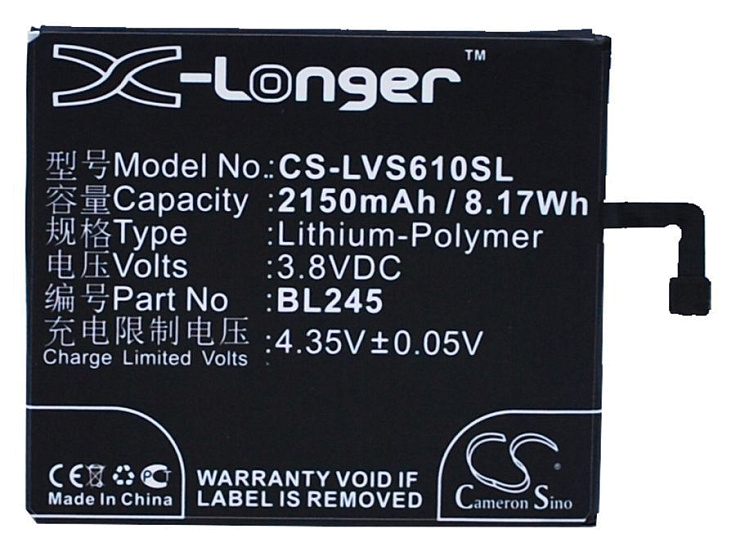 X-Longer™
型号Model No.:CS-LVS610SL
容量Capacity :2150mAh / 8.17Wh
规格Type :Lithium-Polymer
电压Volts :3.8VDC
编号Part No :BL245
充电限制电压
Charge Limited Volts :4.35V±0.05V
CE PCT
Made In China
WARRANTY VOID IF
LABEL IS REMOVED
CS
Cameron Sino